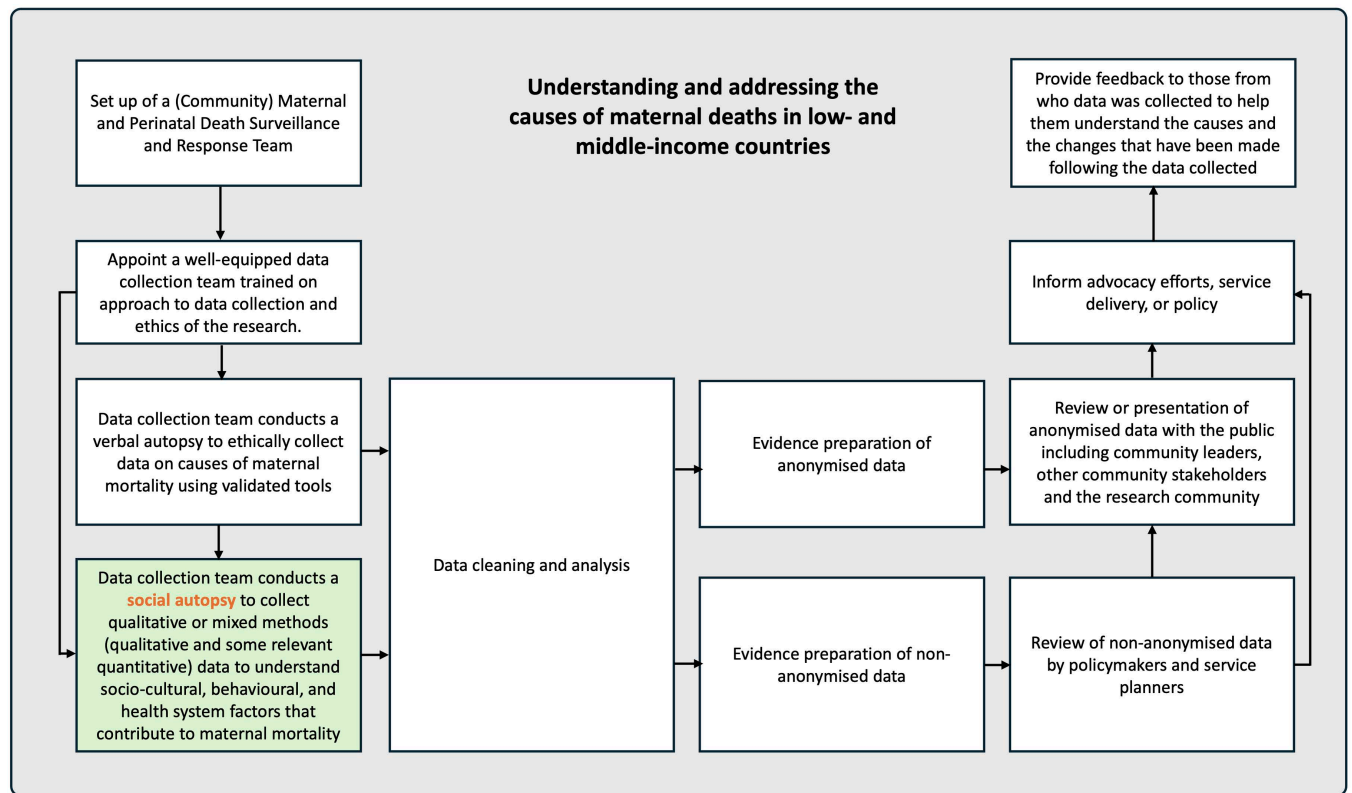 Understanding and addressing the
causes of maternal deaths in low- and
middle-income countries
Set up of a (Community) Maternal
and Perinatal Death Surveillance
and Response Team
Appoint a well-equipped data
collection team trained on
approach to data collection and
ethics of the research.
Data collection team conducts a
verbal autopsy to ethically collect
data on causes of maternal
mortality using validated tools
Data collection team conducts a
social autopsy to collect
qualitative or mixed methods
(qualitative and some relevant
quantitative) data to understand
socio-cultural, behavioural, and
health system factors that
contribute to maternal mortality
Data cleaning and analysis
Evidence preparation of
anonymised data
Evidence preparation of non-
anonymised data
Provide feedback to those from
who data was collected to help
them understand the causes and
the changes that have been made
following the data collected
Inform advocacy efforts, service
delivery, or policy
Review or presentation of
anonymised data with the public
including community leaders,
other community stakeholders
and the research community
Review of non-anonymised data
by policymakers and service
planners